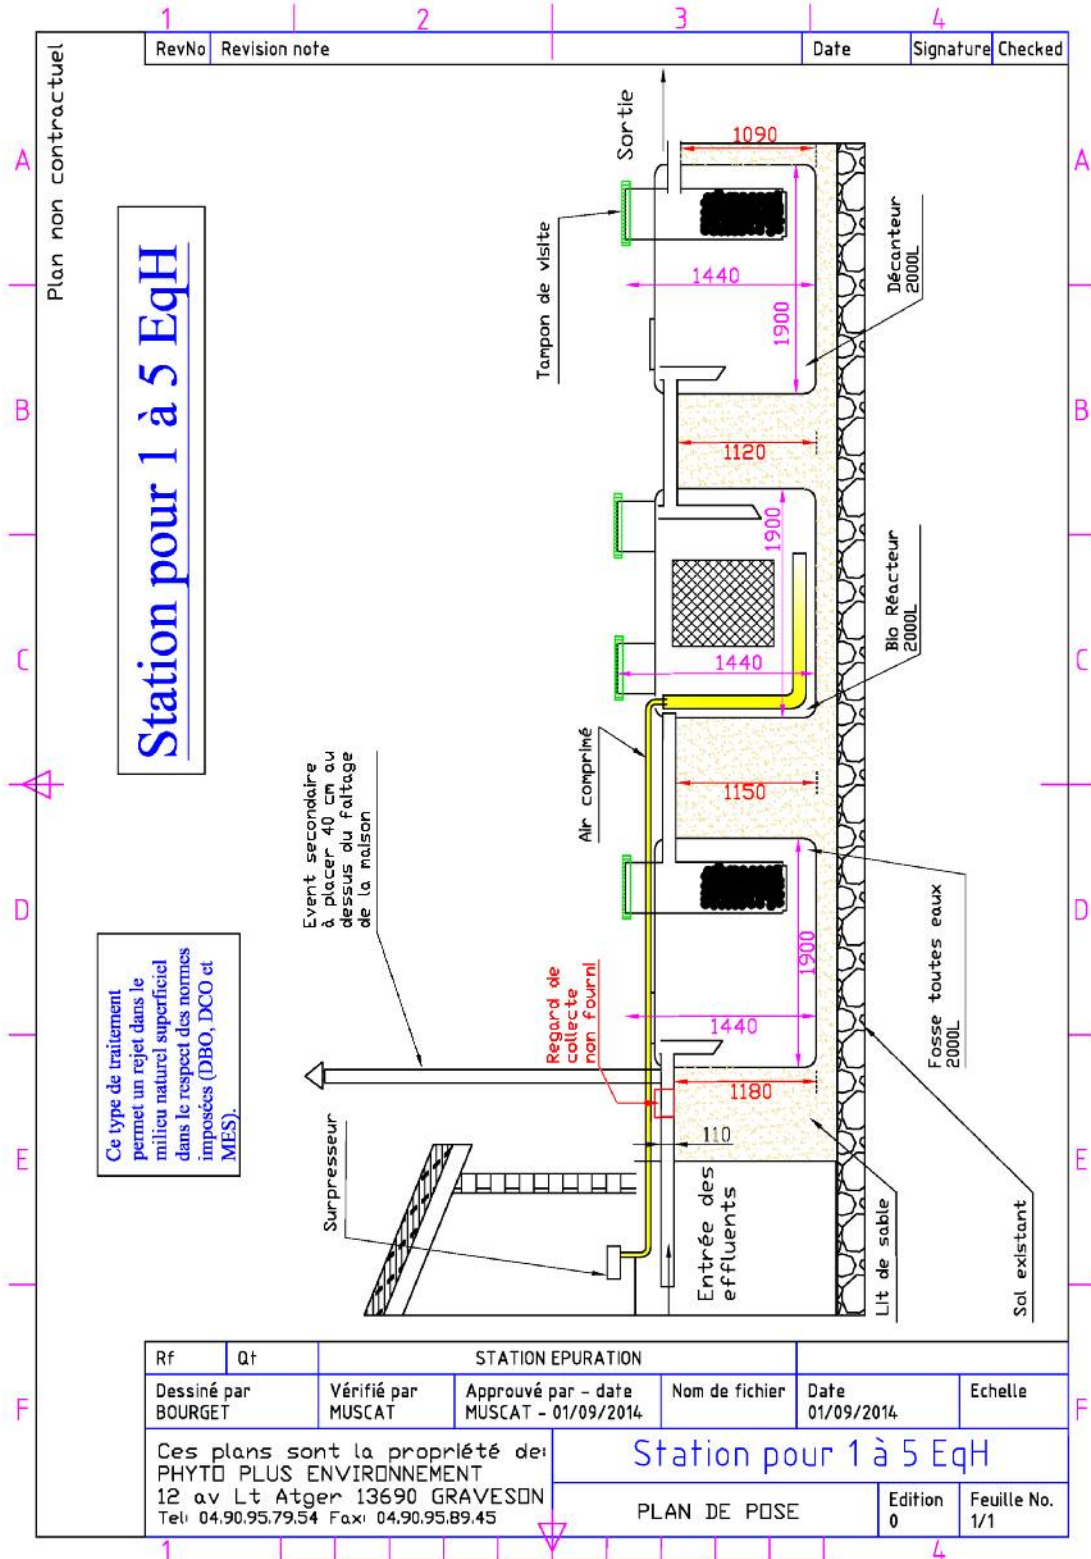 1
2
3
4
RevNo
Revision note
Date
Signature
Checked
A
B
C
D
E
F
A
B
C
D
E
F
Plan non contractuel
Station pour 1 à 5 EqH
Ce type de traitement
permet un rejet dans le
milieu naturel superficiel
dans le respect des normes
imposées (DBO, DCO et
MES).
Event secondaire
à placer 40 cm au
dessus du faîtage
de la maison
Surpresseur
Regard de
collecte
non fourni
Air comprimé
Tampon de visite
Sortie
Entrée des
effluents
110
1180
1440
1900
1150
1440
1900
1120
1440
1900
1090
Lit de sable
Sol existant
Fosse toutes eaux
2000L
Bio Réacteur
2000L
Décanteur
2000L
Rf
Qt
STATION EPURATION
Dessiné par
BOURGET
Vérifié par
MUSCAT
Approuvé par - date
MUSCAT - 01/09/2014
Nom de fichier
Date
01/09/2014
Echelle
Ces plans sont la propriété de:
PHYTO PLUS ENVIRONNEMENT
12 av Lt Atger 13690 GRAVESON
Tel: 04.90.95.79.54 Fax: 04.90.95.89.45
Station pour 1 à 5 EqH
PLAN DE POSE
Edition
0
Feuille No.
1/1
1
4